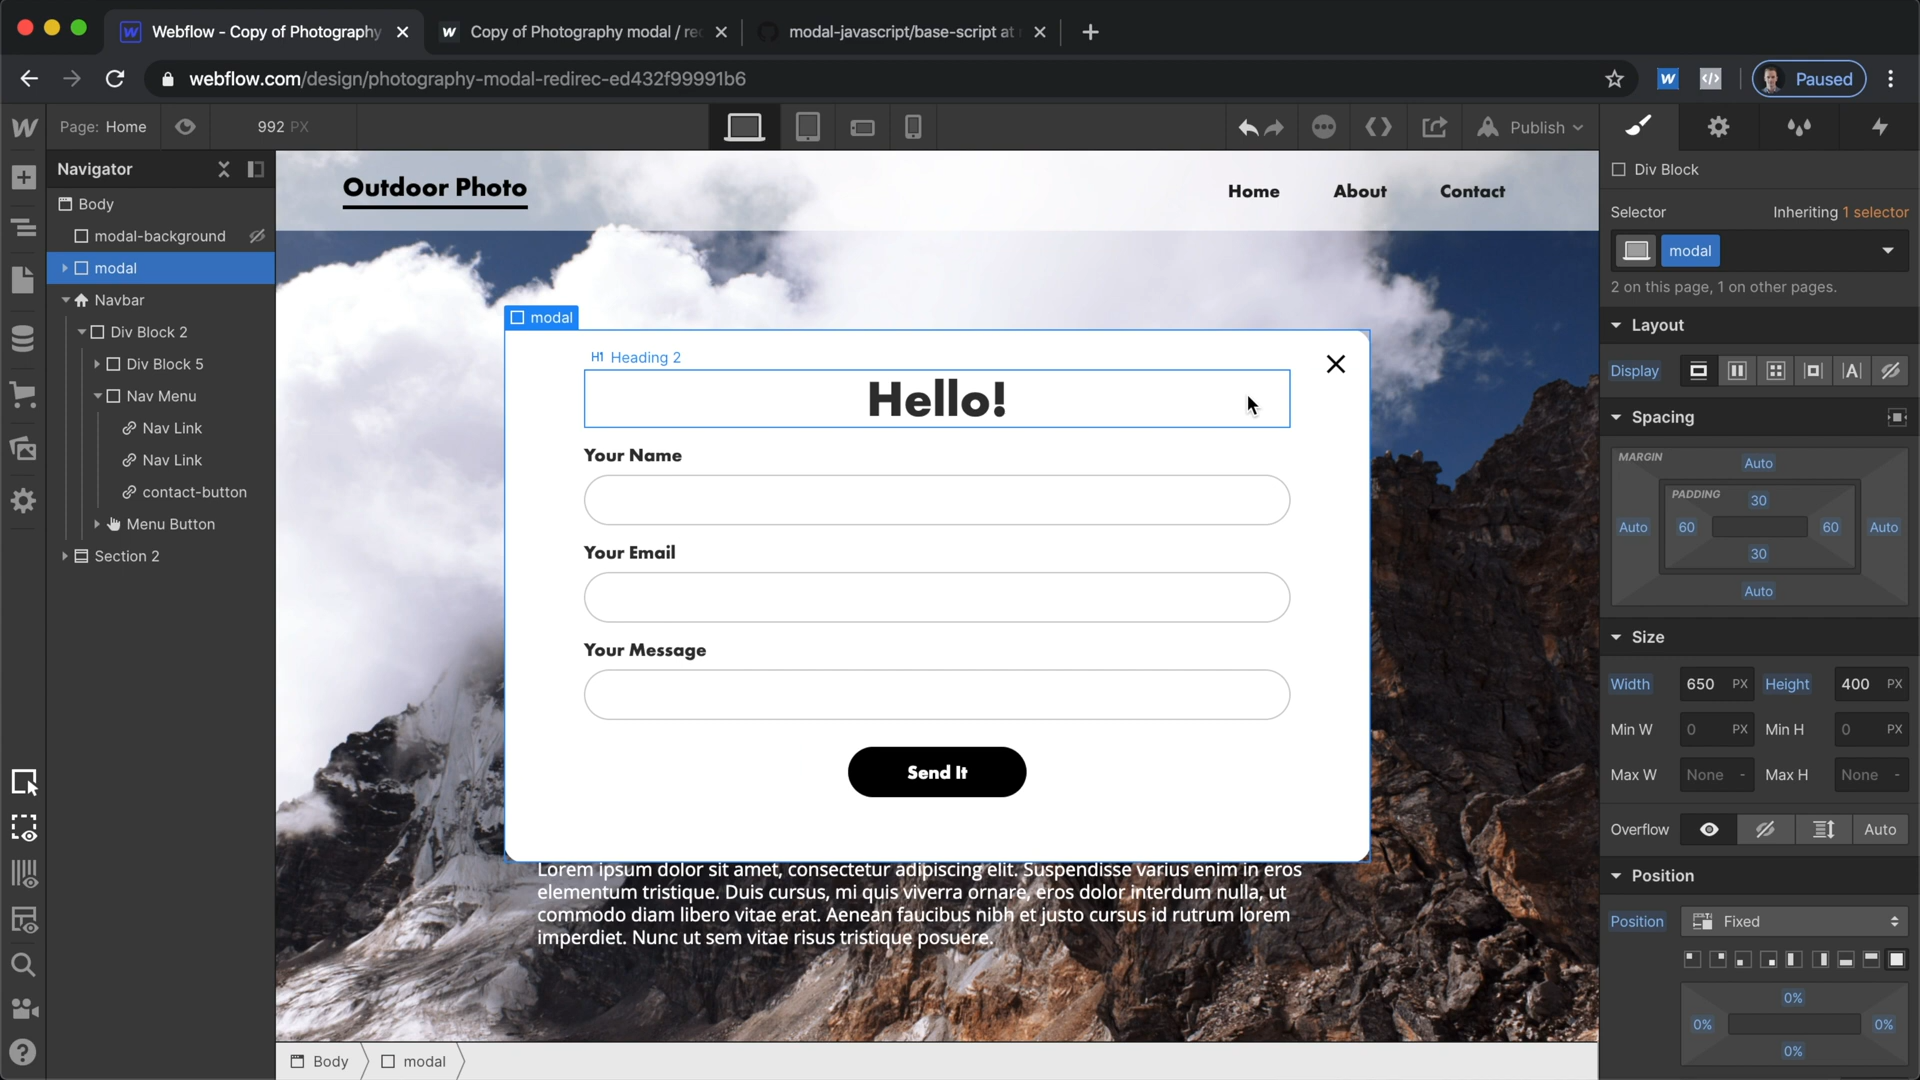 Webflow - Copy of Photography
Copy of Photography modal / re
modal-javascript/base-script at
webflow.com/design/photography-modal-redirec-ed432f99991b6
Paused
Page: Home
992 PX
Publish
Navigator
Body
modal-background
modal
Navbar
Div Block 2
Div Block 5
Nav Menu
Nav Link
Nav Link
contact-button
Menu Button
Section 2
Outdoor Photo
Home
About
Contact
modal
H1 Heading 2
Hello!
Your Name
Your Email
Your Message
Send It
Lorem ipsum dolor sit amet, consectetur adipiscing elit. Suspendisse varius enim in eros
elementum tristique. Duis cursus, mi quis viverra ornare, eros dolor interdum nulla, ut
commodo diam libero vitae erat. Aenean faucibus nibh et justo cursus id rutrum lorem
imperdiet. Nunc ut sem vitae risus tristique posuere.
Body
modal
Div Block
Selector
Inheriting 1 selector
modal
2 on this page, 1 on other pages.
Layout
Display
Spacing
MARGIN
Auto
PADDING
30
Auto
60
60
Auto
30
Auto
Size
Width 650 PX Height 400 PX
Min W 0 PX Min H 0 PX
Max W None - Max H None -
Overflow
Auto
Position
Position
Fixed
0%
0%
0%
0%